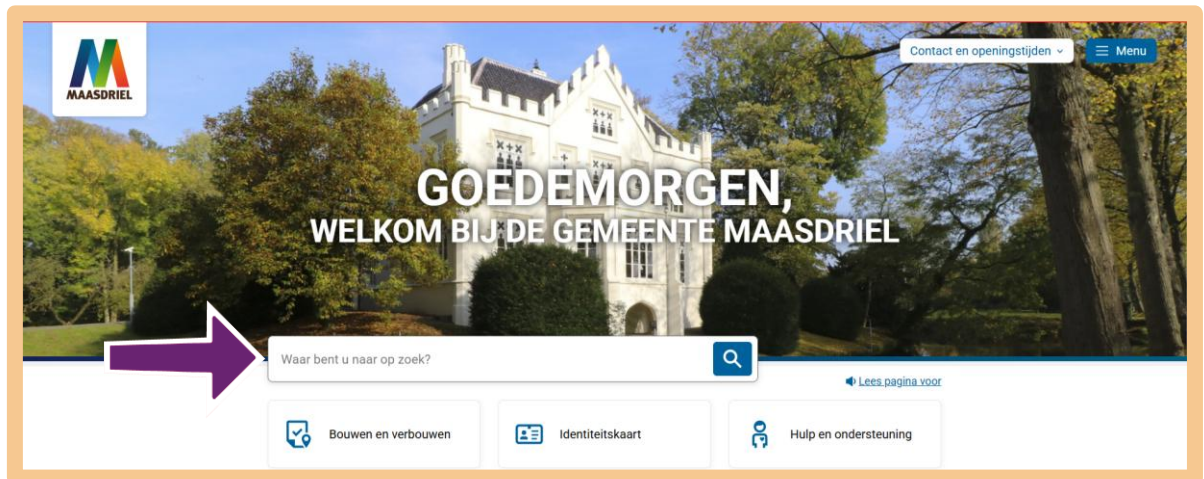 MAASDRIEL
Contact en openingstijden
Menu
GOEDEMORGEN,
WELKOM BIJ DE GEMEENTE MAASDRIEL
Waar bent u naar op zoek?
Lees pagina voor
Bouwen en verbouwen
Identiteitskaart
Hulp en ondersteuning